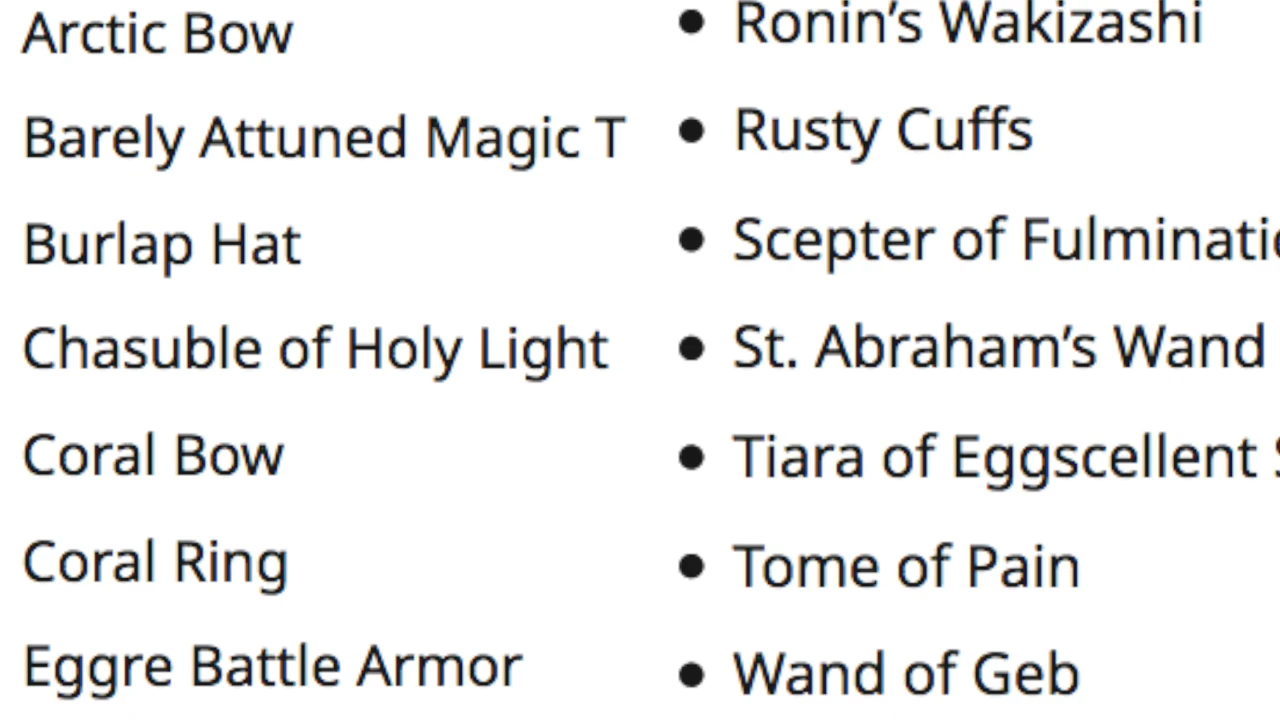 Arctic Bow
Barely Attuned Magic T
Burlap Hat
Chasuble of Holy Light
Coral Bow
Coral Ring
Eggre Battle Armor
• Ronin’s Wakizashi
• Rusty Cuffs
• Scepter of
• St. Abraham’s Wand
• Tiara of Eggscellent
• Tome of Pain
• Wand of Geb